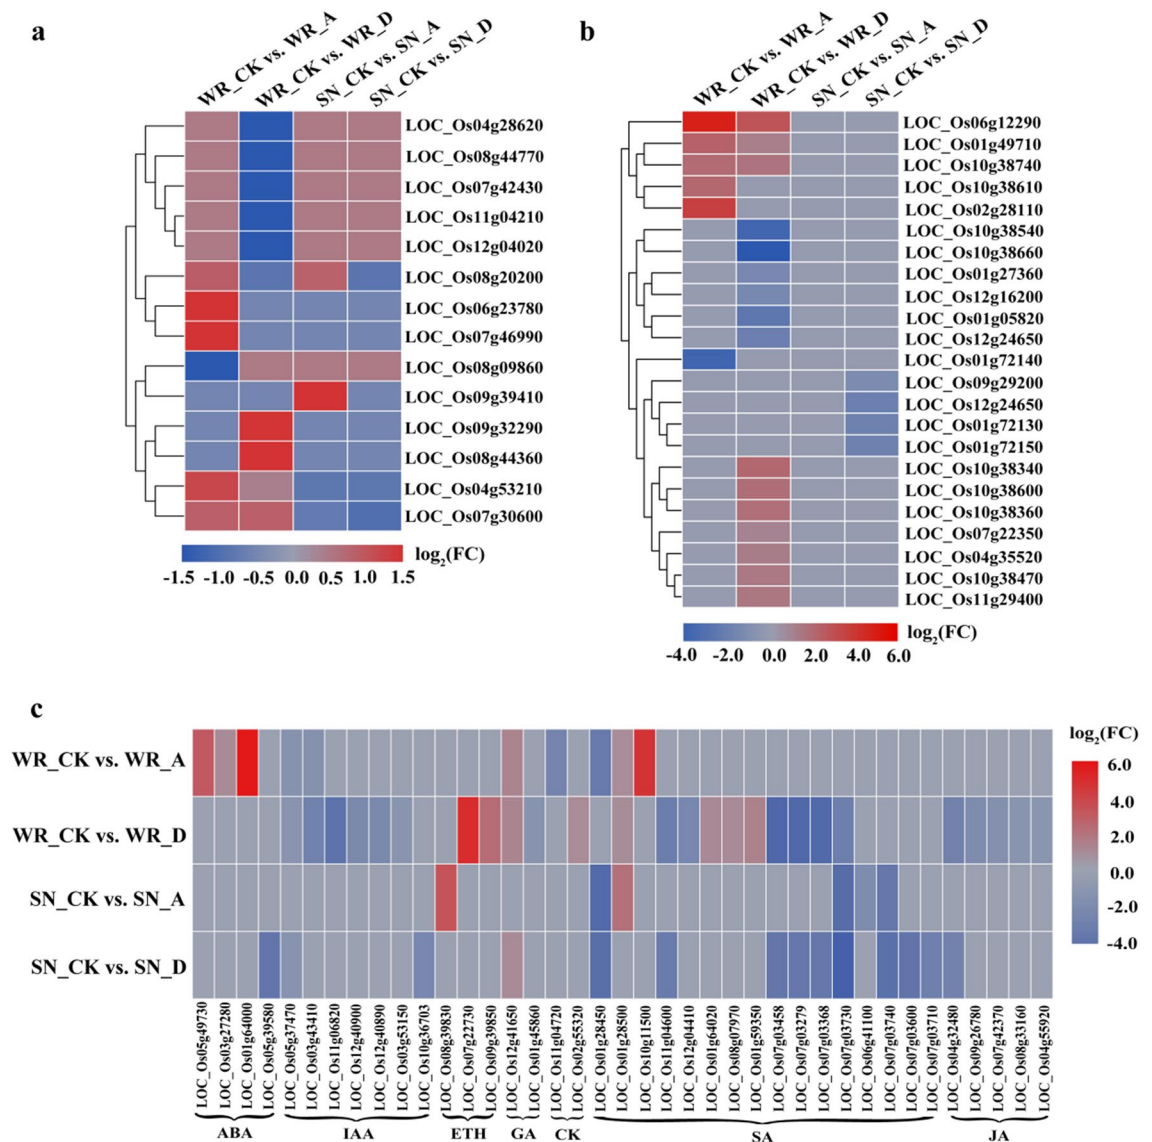 a
WR_CK vs. WR_A
WR_CK vs. WR_D
SN_CK vs. SN_A
SN_CK vs. SN_D
LOC_Os04g28620
LOC_Os08g44770
LOC_Os07g42430
LOC_Os11g04210
LOC_Os12g04020
LOC_Os08g20200
LOC_Os06g23780
LOC_Os07g46990
LOC_Os08g09860
LOC_Os09g39410
LOC_Os09g32290
LOC_Os08g44360
LOC_Os04g53210
LOC_Os07g30600
log2(FC)
-1.5 -1.0 -0.5 0.0 0.5 1.0 1.5
b
WR_CK vs. WR_A
WR_CK vs. WR_D
SN_CK vs. SN_A
SN_CK vs. SN_D
LOC_Os06g12290
LOC_Os01g49710
LOC_Os10g38740
LOC_Os10g38610
LOC_Os02g28110
LOC_Os10g38540
LOC_Os10g38660
LOC_Os01g27360
LOC_Os12g16200
LOC_Os01g05820
LOC_Os12g24650
LOC_Os01g72140
LOC_Os09g29200
LOC_Os12g24650
LOC_Os01g72130
LOC_Os01g72150
LOC_Os10g38340
LOC_Os10g38600
LOC_Os10g38360
LOC_Os07g22350
LOC_Os04g35520
LOC_Os10g38470
LOC_Os11g29400
log2(FC)
-4.0 -2.0 0.0 2.0 4.0 6.0
c
WR_CK vs. WR_A
WR_CK vs. WR_D
SN_CK vs. SN_A
SN_CK vs. SN_D
log2(FC)
6.0
4.0
2.0
0.0
-2.0
-4.0
LOC_Os05g49730
LOC_Os03g27280
LOC_Os01g64000
LOC_Os05g39580
LOC_Os05g37470
LOC_Os03g43410
LOC_Os11g06820
LOC_Os12g40900
LOC_Os12g40890
LOC_Os03g53150
LOC_Os10g36703
LOC_Os08g39830
LOC_Os07g22730
LOC_Os09g39850
LOC_Os12g41650
LOC_Os01g45860
LOC_Os11g04720
LOC_Os02g55320
LOC_Os01g28450
LOC_Os01g28500
LOC_Os10g11500
LOC_Os11g04600
LOC_Os12g04410
LOC_Os01g64020
LOC_Os08g07970
LOC_Os01g59350
LOC_Os07g03458
LOC_Os07g03279
LOC_Os07g03368
LOC_Os07g03730
LOC_Os06g41100
LOC_Os07g03740
LOC_Os07g03600
LOC_Os07g03710
LOC_Os04g32480
LOC_Os09g26780
LOC_Os07g42370
LOC_Os08g33160
LOC_Os04g55920
ABA IAA ETH GA CK SA JA